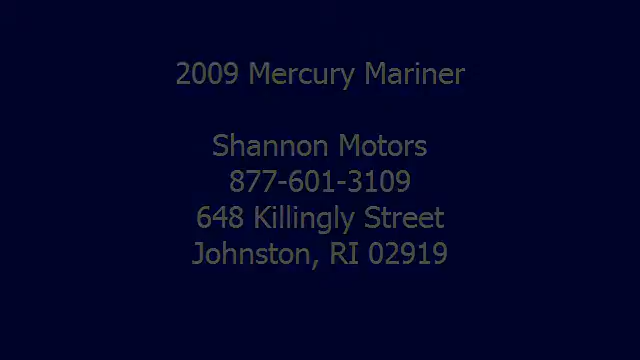 2009 Mercury Mariner
Shannon Motors
877-601-3109
648 Killingly Street
Johnston, RI 02919